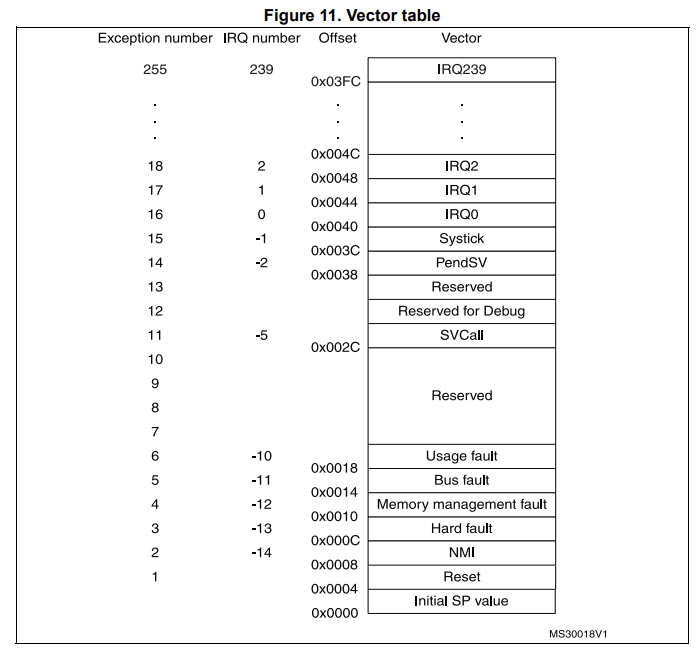 Figure 11. Vector table
Exception number IRQ number Offset Vector
255 239 IRQ239
0x03FC
. . . .
. . . .
. . . .
0x004C
18 2 IRQ2
0x0048
17 1 IRQ1
0x0044
16 0 IRQ0
0x0040
15 -1 Systick
0x003C
14 -2 PendSV
0x0038
13 Reserved
12 Reserved for Debug
11 -5 SVCall
0x002C
10
9
Reserved
8
7
6 -10 Usage fault
0x0018
5 -11 Bus fault
0x0014
4 -12 Memory management fault
0x0010
3 -13 Hard fault
0x000C
2 -14 NMI
0x0008
1 Reset
0x0004
Initial SP value
0x0000
MS30018V1